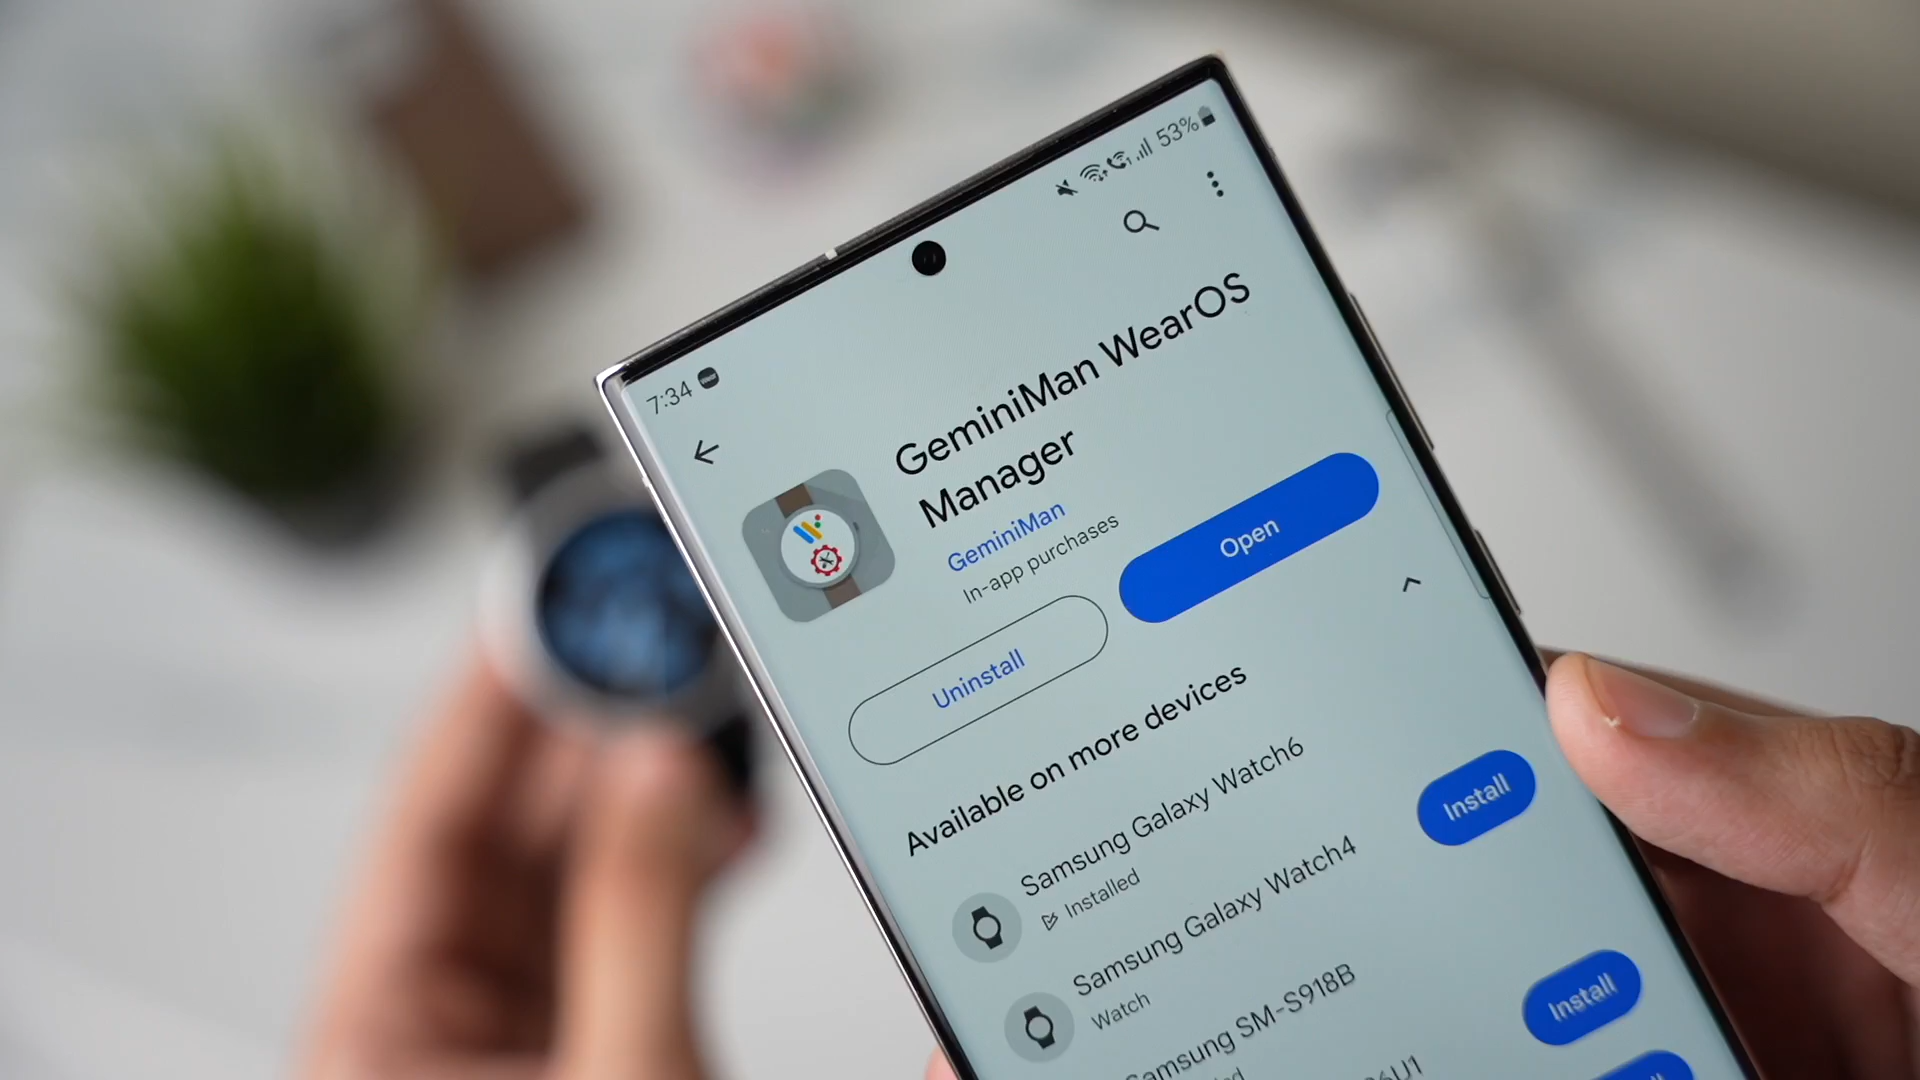 7:34
53%
GeminiMan WearOS
Manager
GeminiMan
In-app purchases
Uninstall
Open
Available on more devices
Samsung Galaxy Watch6
Installed
Samsung Galaxy Watch4
Watch
Install
Samsung SM-S918B
Install